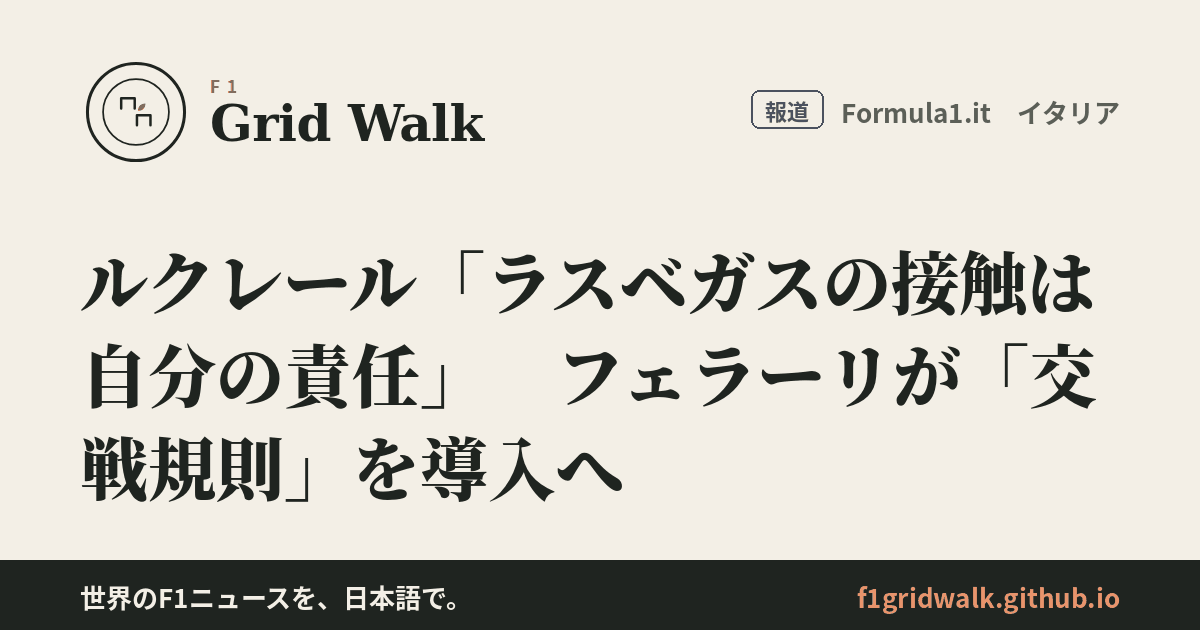 F1
Grid Walk
報道 Formula1.it イタリア
ルクレール「ラスベガスの接触は
自分の責任」 フェラーリが「交
戦規則」を導入へ
世界のF1ニュースを、日本語で。
f1gridwalk.github.io